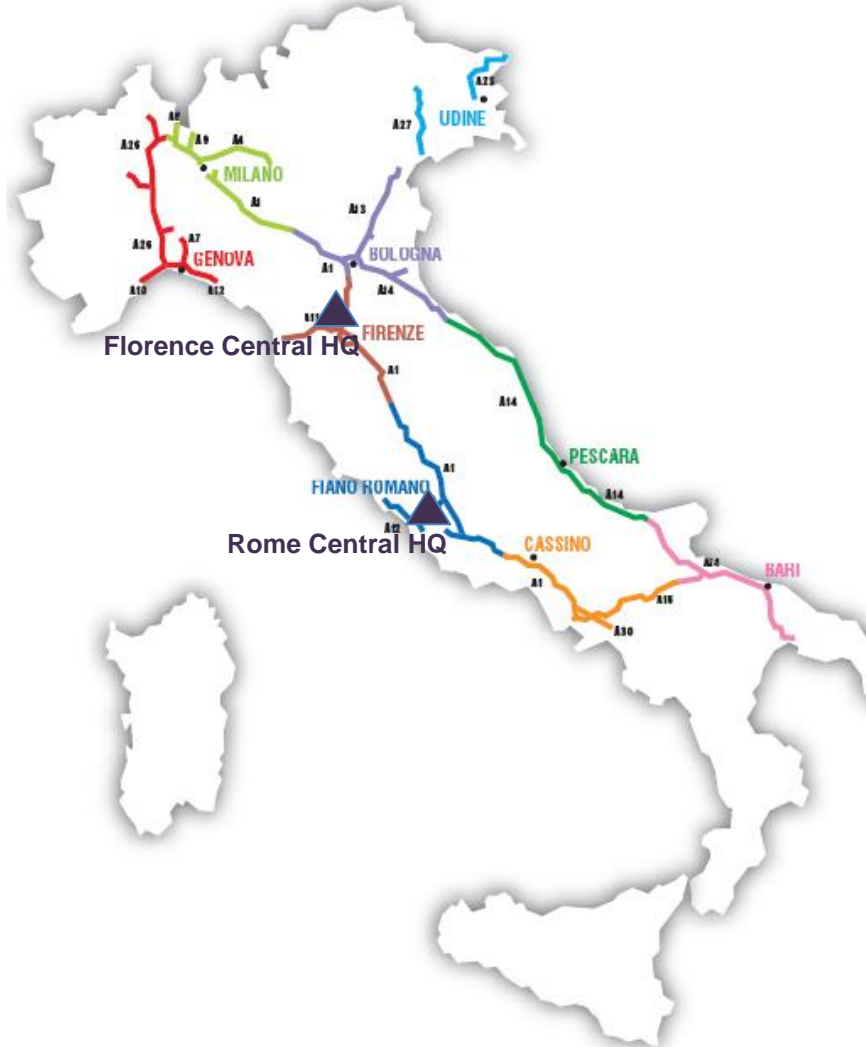 A8
A23
UDINE
A27
A26
A9
A4
MILANO
A1
A13
A26
A7
GENOVA
BOLOGNA
A1
A14
A10
A12
FIRENZE
Florence Central HQ
A1
A14
PESCARA
A1
FIANO ROMANO
A14
A12
Rome Central HQ
CASSINO
A1
BARI
A16
A30